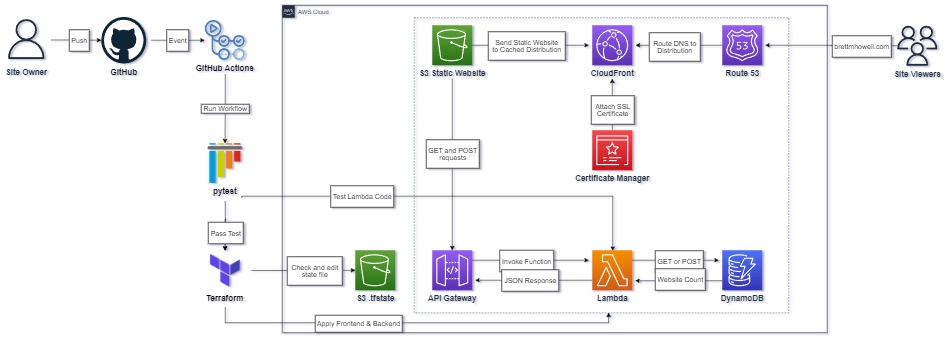 AWS Cloud
Push
Event
Send Static Website
to Cached Distribution
Route DNS to
Distribution
brettmhowell.com
Site Owner
GitHub
GitHub Actions
S3 Static Website
CloudFront
53
Route 53
Site Viewers
Run Workflow
Attach SSL
Certificate
GET and POST
requests
Certificate Manager
pytest
Test Lambda Code
Pass Test
Check and edit
state file
Invoke Function
JSON Response
GET or POST
Website Count
Terraform
S3 .tfstate
API Gateway
Lambda
DynamoDB
Apply Frontend & Backend